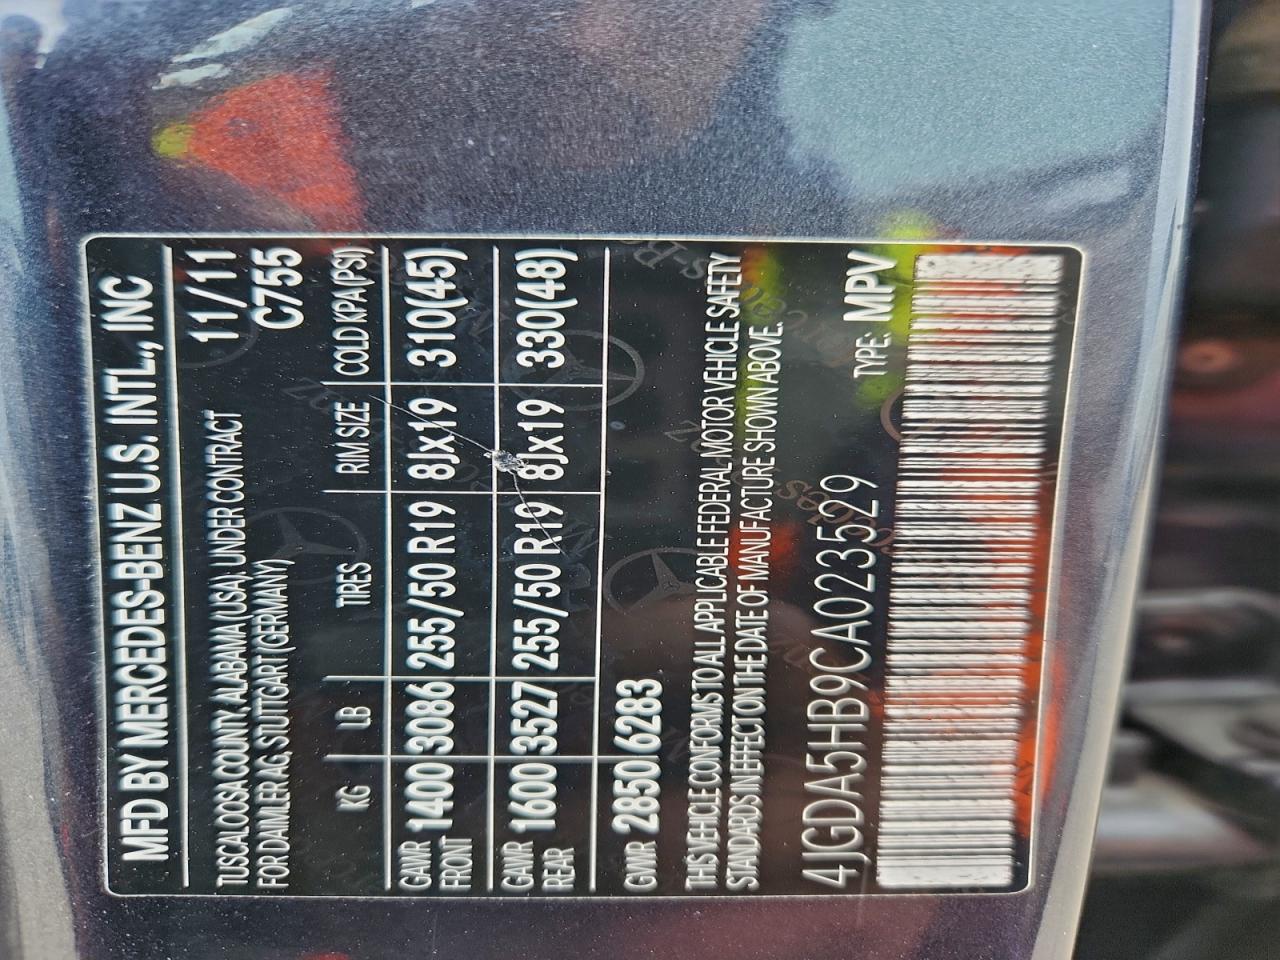 MFD BY MERCEDES-BENZ U.S. INTL., INC
TUSCALOOSA COUNTY, ALABAMA (USA), UNDER CONTRACT 11/11
FOR DAIMLER AG, STUTTGART (GERMANY) C755
KG LB TIRES RIM SIZE COLD KPA(PSI)
GAWR FRONT 1400 3086 255/50 R19 8Jx19 310(45)
GAWR REAR 1600 3527 255/50 R19 8Jx19 330(48)
GVWR 2850 6283
THIS VEHICLE CONFORMS TO ALL APPLICABLE FEDERAL MOTOR VEHICLE SAFETY
STANDARDS IN EFFECT ON THE DATE OF MANUFACTURE SHOWN ABOVE.
4JGDA5HB9CA023529 TYPE: MPV